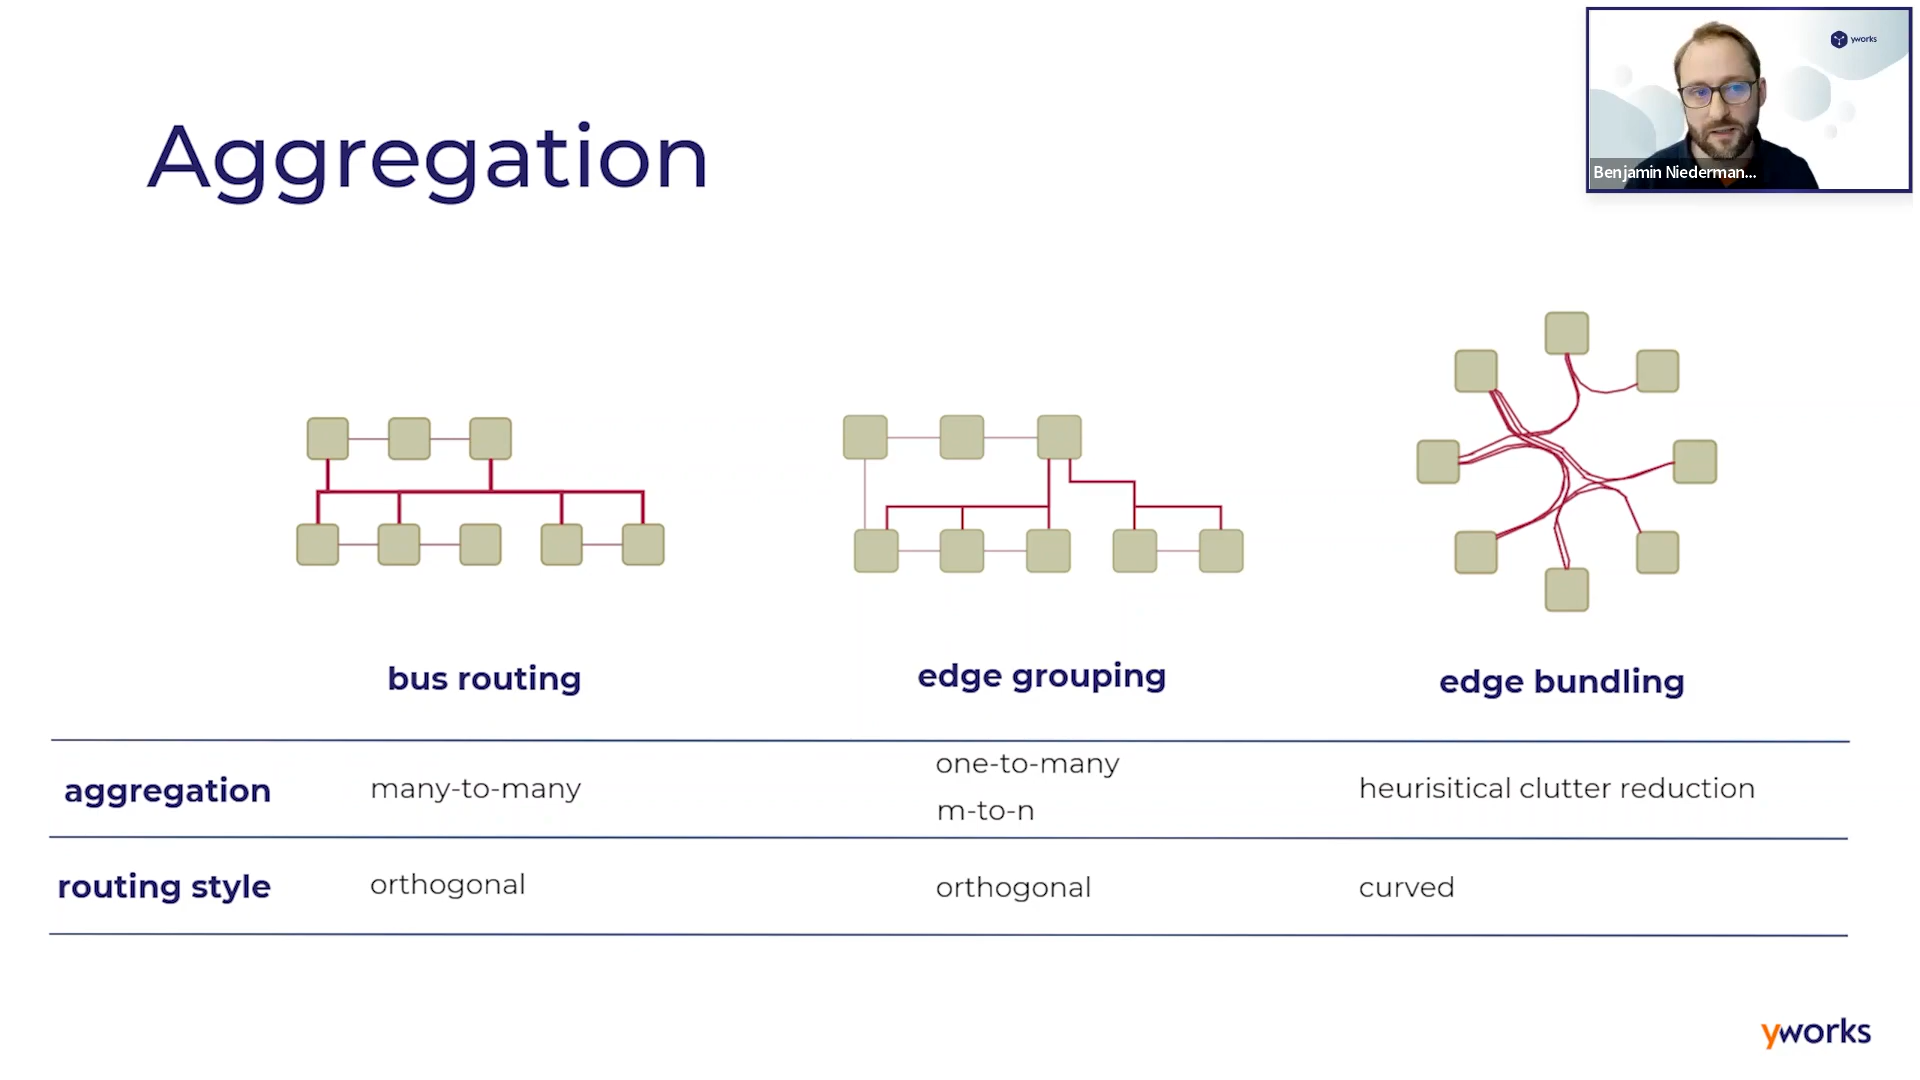 yworks
Benjamin Niederman...
Aggregation
bus routing
edge grouping
edge bundling
aggregation
many-to-many
one-to-many
m-to-n
heurisitical clutter reduction
routing style
orthogonal
orthogonal
curved
yworks